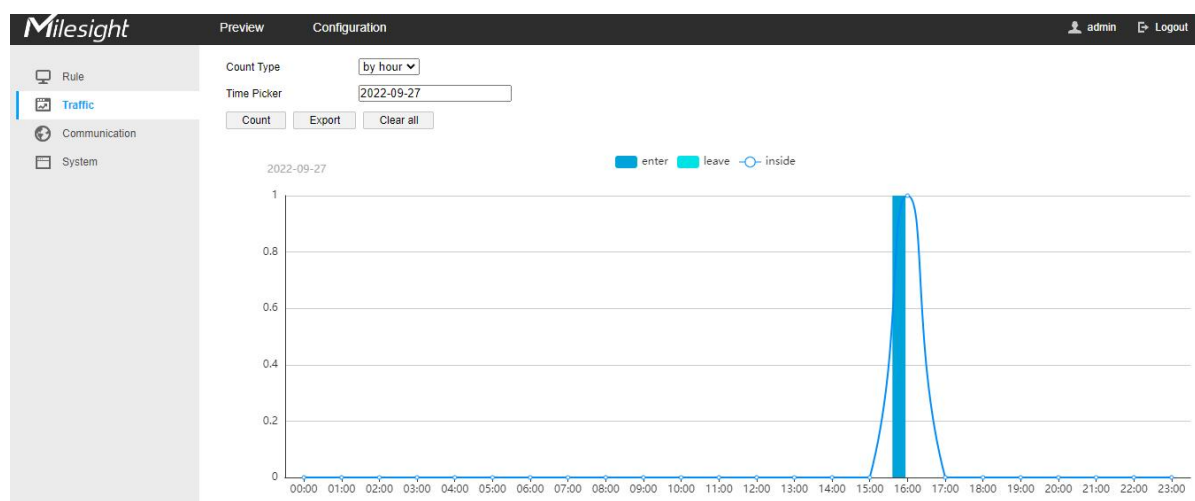 Milesight Preview Configuration admin Logout
Rule
Traffic
Communication
System
Count Type by hour
Time Picker 2022-09-27
Count Export Clear all
2022-09-27 enter leave inside
1
0.8
0.6
0.4
0.2
0
00:00 01:00 02:00 03:00 04:00 05:00 06:00 07:00 08:00 09:00 10:00 11:00 12:00 13:00 14:00 15:00 16:00 17:00 18:00 19:00 20:00 21:00 22:00 23:00